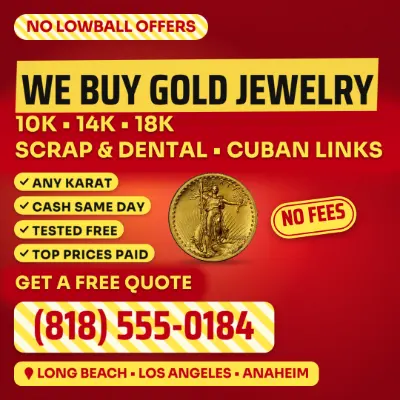 NO LOWBALL OFFERS
WE BUY GOLD JEWELRY
10K • 14K • 18K
SCRAP & DENTAL • CUBAN LINKS
ANY KARAT
CASH SAME DAY
TESTED FREE
TOP PRICES PAID
NO FEES
GET A FREE QUOTE
(818) 555-0184
LONG BEACH • LOS ANGELES • ANAHEIM